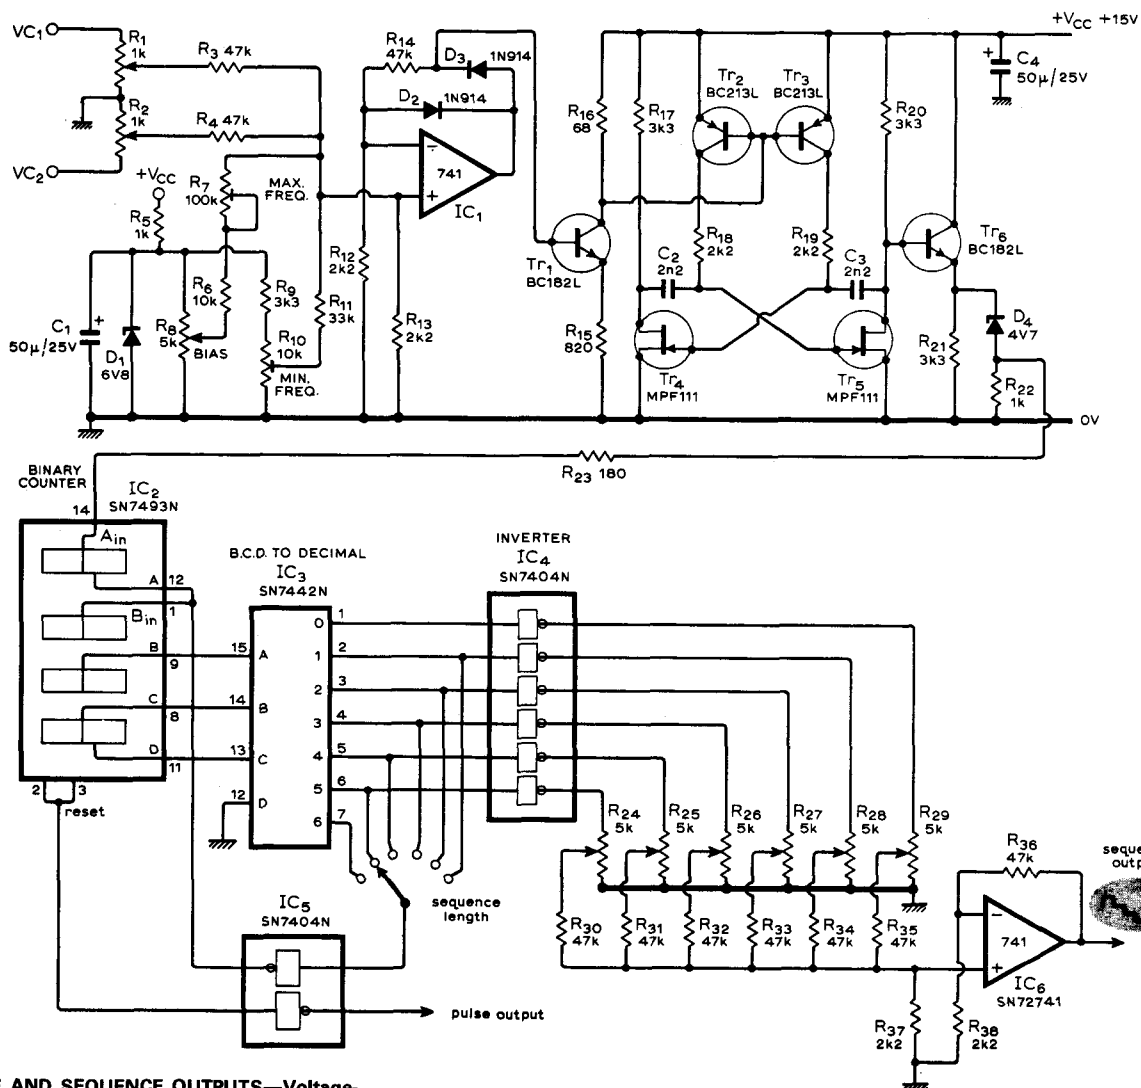 VC1
R1
1k
R3 47k
R2
1k
R4 47k
VC2
+VCC
R5
1k
R7
100k
MAX.
FREQ.
R6
10k
R9
3k3
R8
5k
BIAS
R10
10k
MIN.
FREQ.
R11
33k
C1
50µ/25V
+
D1
6V8
R14
47k
D3
1N914
D2
1N914
−
741
+
IC1
R12
2k2
R13
2k2
+VCC +15V
+
C4
50µ/25V
Tr2
BC213L
Tr3
BC213L
R16
68
R17
3k3
R20
3k3
R18
2k2
R19
2k2
Tr1
BC182L
C2
2n2
C3
2n2
Tr6
BC182L
R15
820
Tr4
MPF111
Tr5
MPF111
R21
3k3
D4
4V7
R22
1k
0V
R23 180
BINARY
COUNTER
IC2
SN7493N
14
Ain
A 12
Bin 1
B
9
C
8
D
11
2 3
reset
B.C.D. TO DECIMAL
IC3
SN7442N
15 A
14 B
13 C
12 D
0 1
1 2
2 3
3 4
4 5
5 6
6 7
INVERTER
IC4
SN7404N
sequence
length
IC5
SN7404N
pulse output
R24
5k
R25
5k
R26
5k
R27
5k
R28
5k
R29
5k
R30
47k
R31
47k
R32
47k
R33
47k
R34
47k
R35
47k
R36
47k
−
741
+
IC6
SN72741
R37
2k2
R38
2k2
AND SEQUENCE OUTPUTS—Voltage-